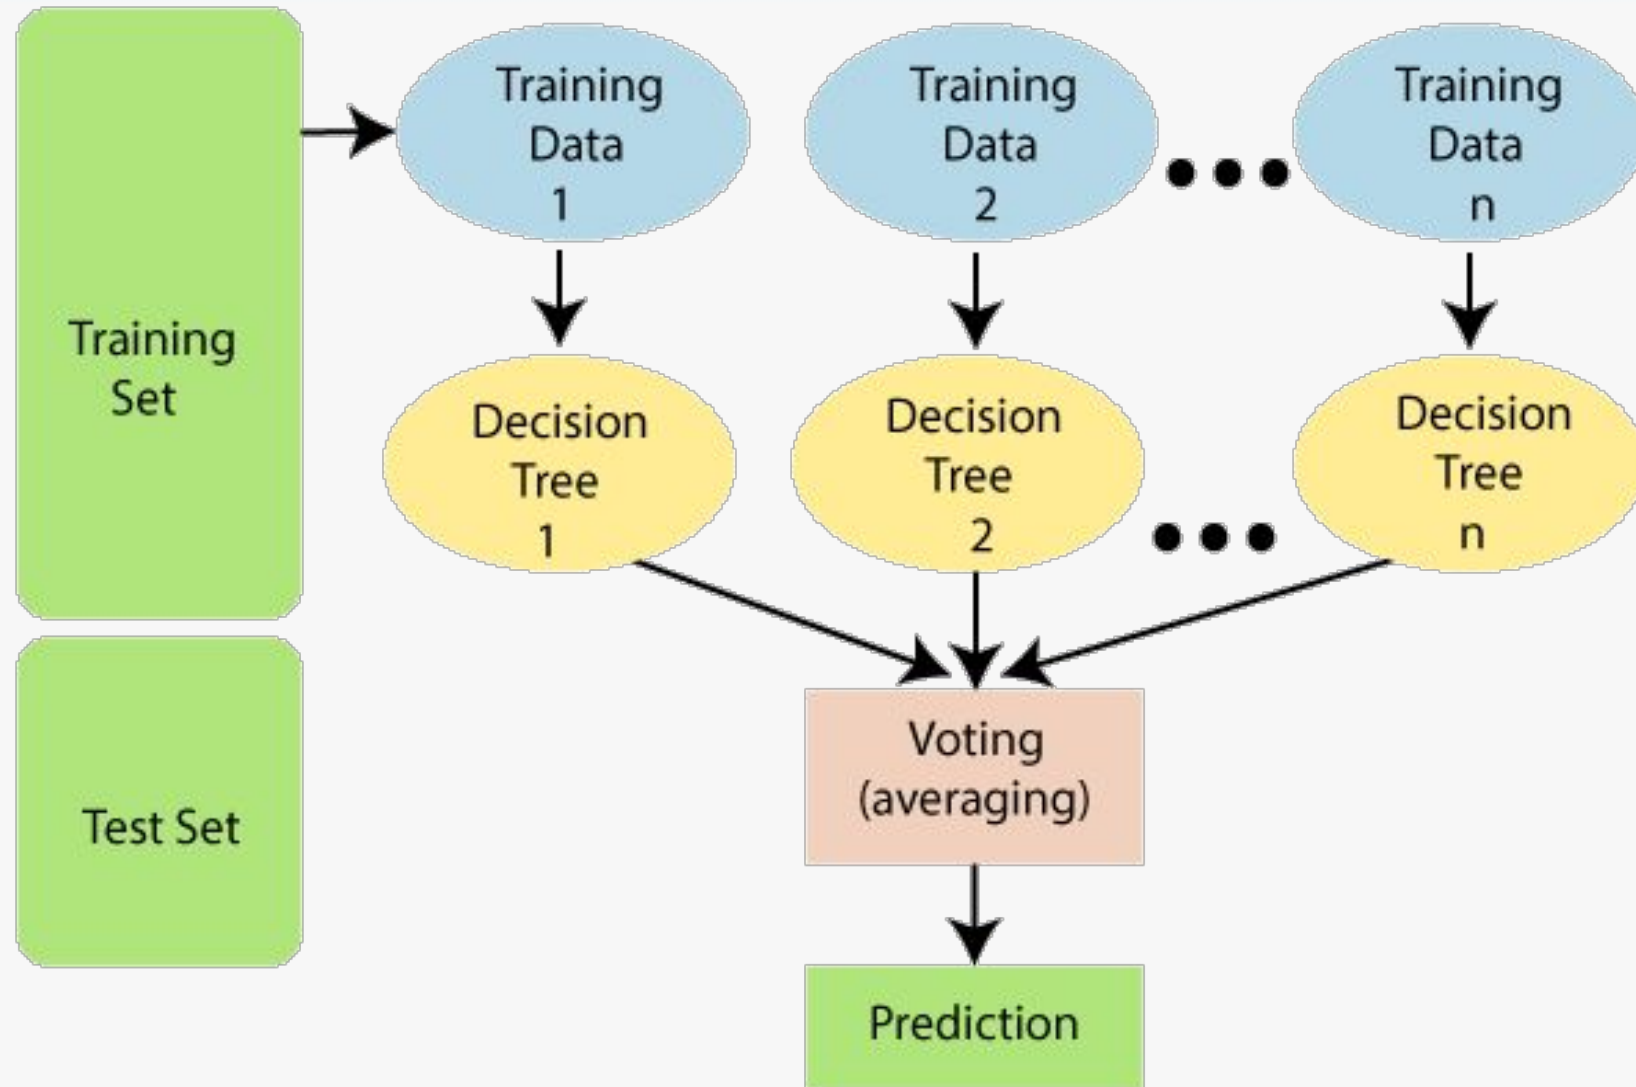 Training
Data
1
Training
Data
2
Training
Data
n
Training
Set
Decision
Tree
1
Decision
Tree
2
Decision
Tree
n
Voting
(averaging)
Test Set
Prediction